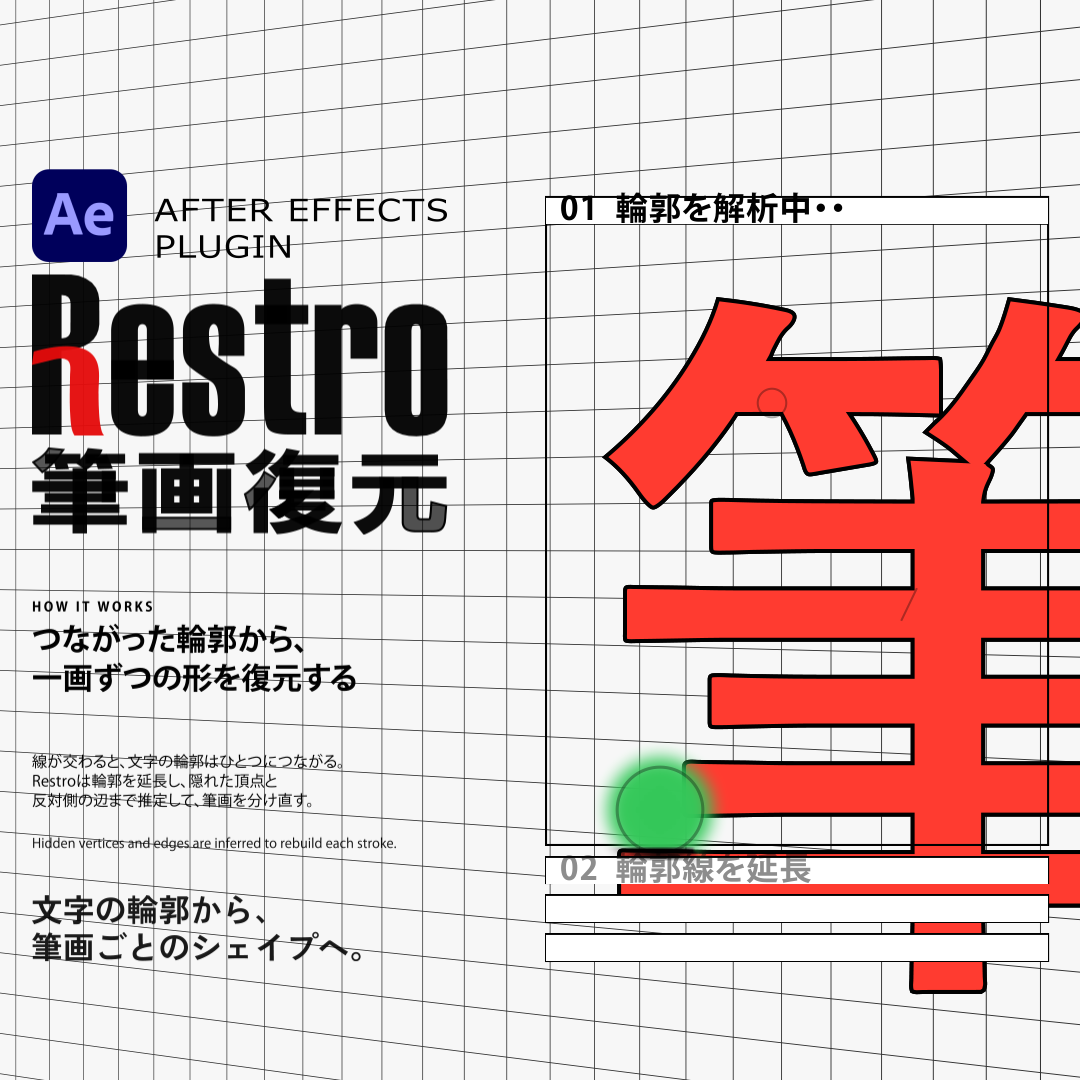 Ae
AFTER EFFECTS
PLUGIN
Restro
筆画復元
HOW IT WORKS
つながった輪郭から、
一画ずつの形を復元する
線が交わると、文字の輪郭はひとつにつながる。
Restroは輪郭を延長し、隠れた頂点と
反対側の辺まで推定して、筆画を分け直す。
Hidden vertices and edges are inferred to rebuild each stroke.
文字の輪郭から、
筆画ごとのシェイプへ。
01 輪郭を解析中・・
筆
02 輪郭線を延長